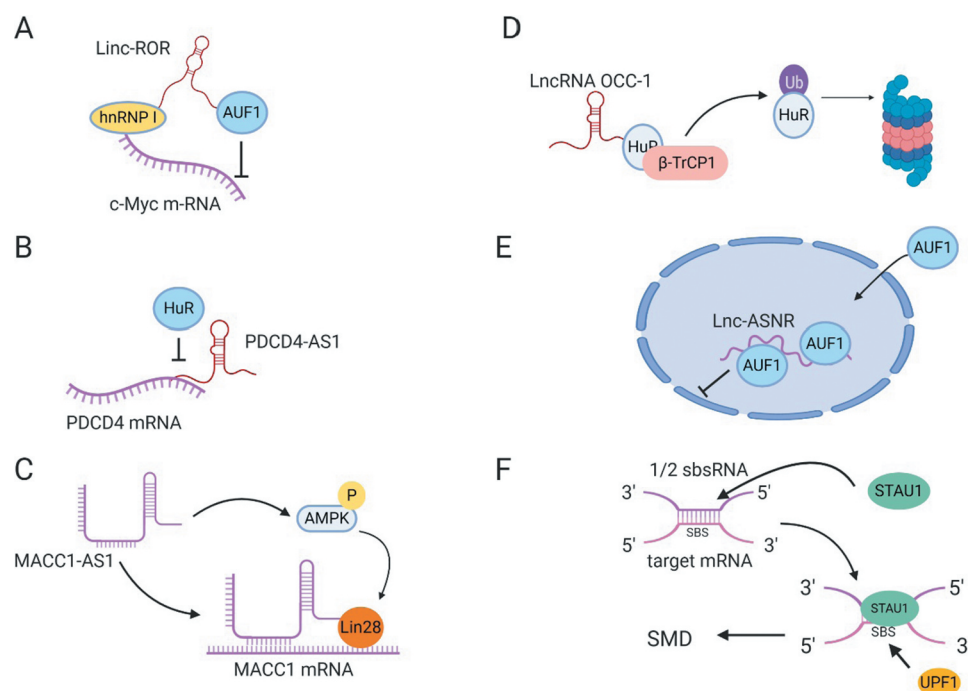 A
Linc-ROR
hnRNP I
AUF1
c-Myc m-RNA
B
HuR
PDCD4-AS1
PDCD4 mRNA
C
P
AMPK
MACC1-AS1
Lin28
MACC1 mRNA
D
LncRNA OCC-1
Ub
HuR
HuR
β-TrCP1
E
AUF1
Lnc-ASNR
AUF1
AUF1
F
1/2 sbsRNA
STAU1
3' 5'
SBS
5' 3'
target mRNA
3' 5'
STAU1
SBS
5' 3
SMD
UPF1